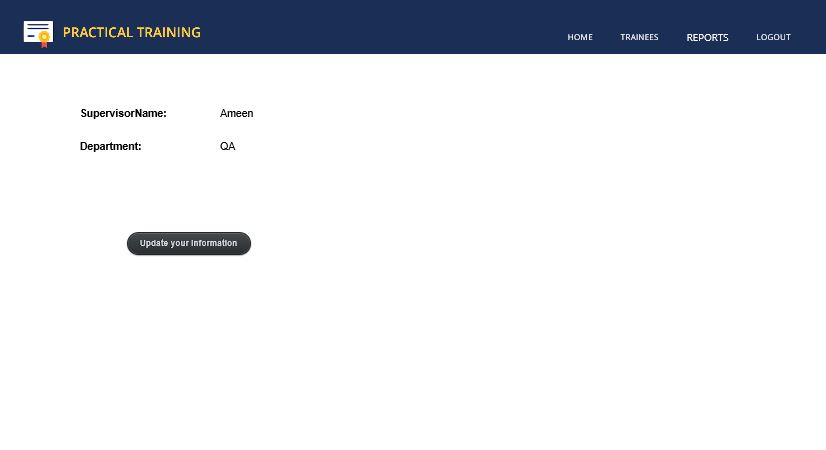 PRACTICAL TRAINING
HOME TRAINEES REPORTS LOGOUT
SupervisorName: Ameen
Department: QA
Update your information